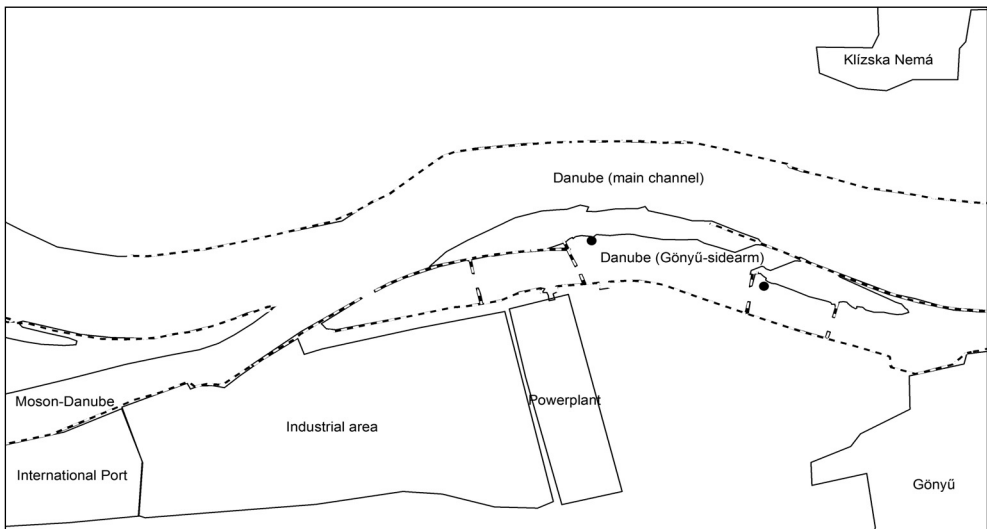 Klízska Nemá
Danube (main channel)
Danube (Gönyű-sidearm)
Moson-Danube
Powerplant
Industrial area
International Port
Gönyű